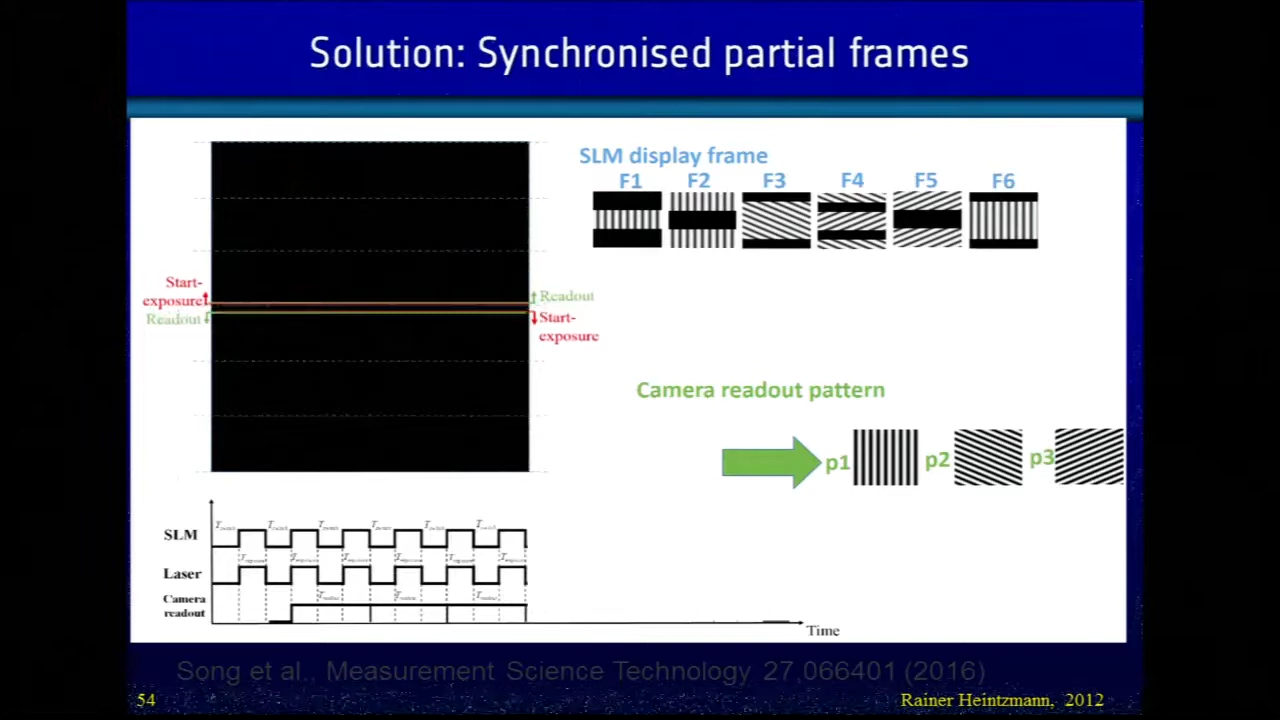 Solution: Synchronised partial frames
SLM display frame
F1 F2 F3 F4 F5 F6
Start-
exposure
Readout
Readout
Start-
exposure
Camera readout pattern
p1 p2 p3
SLM
Laser
Camera
readout
Time
Song et al., Measurement Science Technology 27,066401 (2016)
54
Rainer Heintzmann, 2012